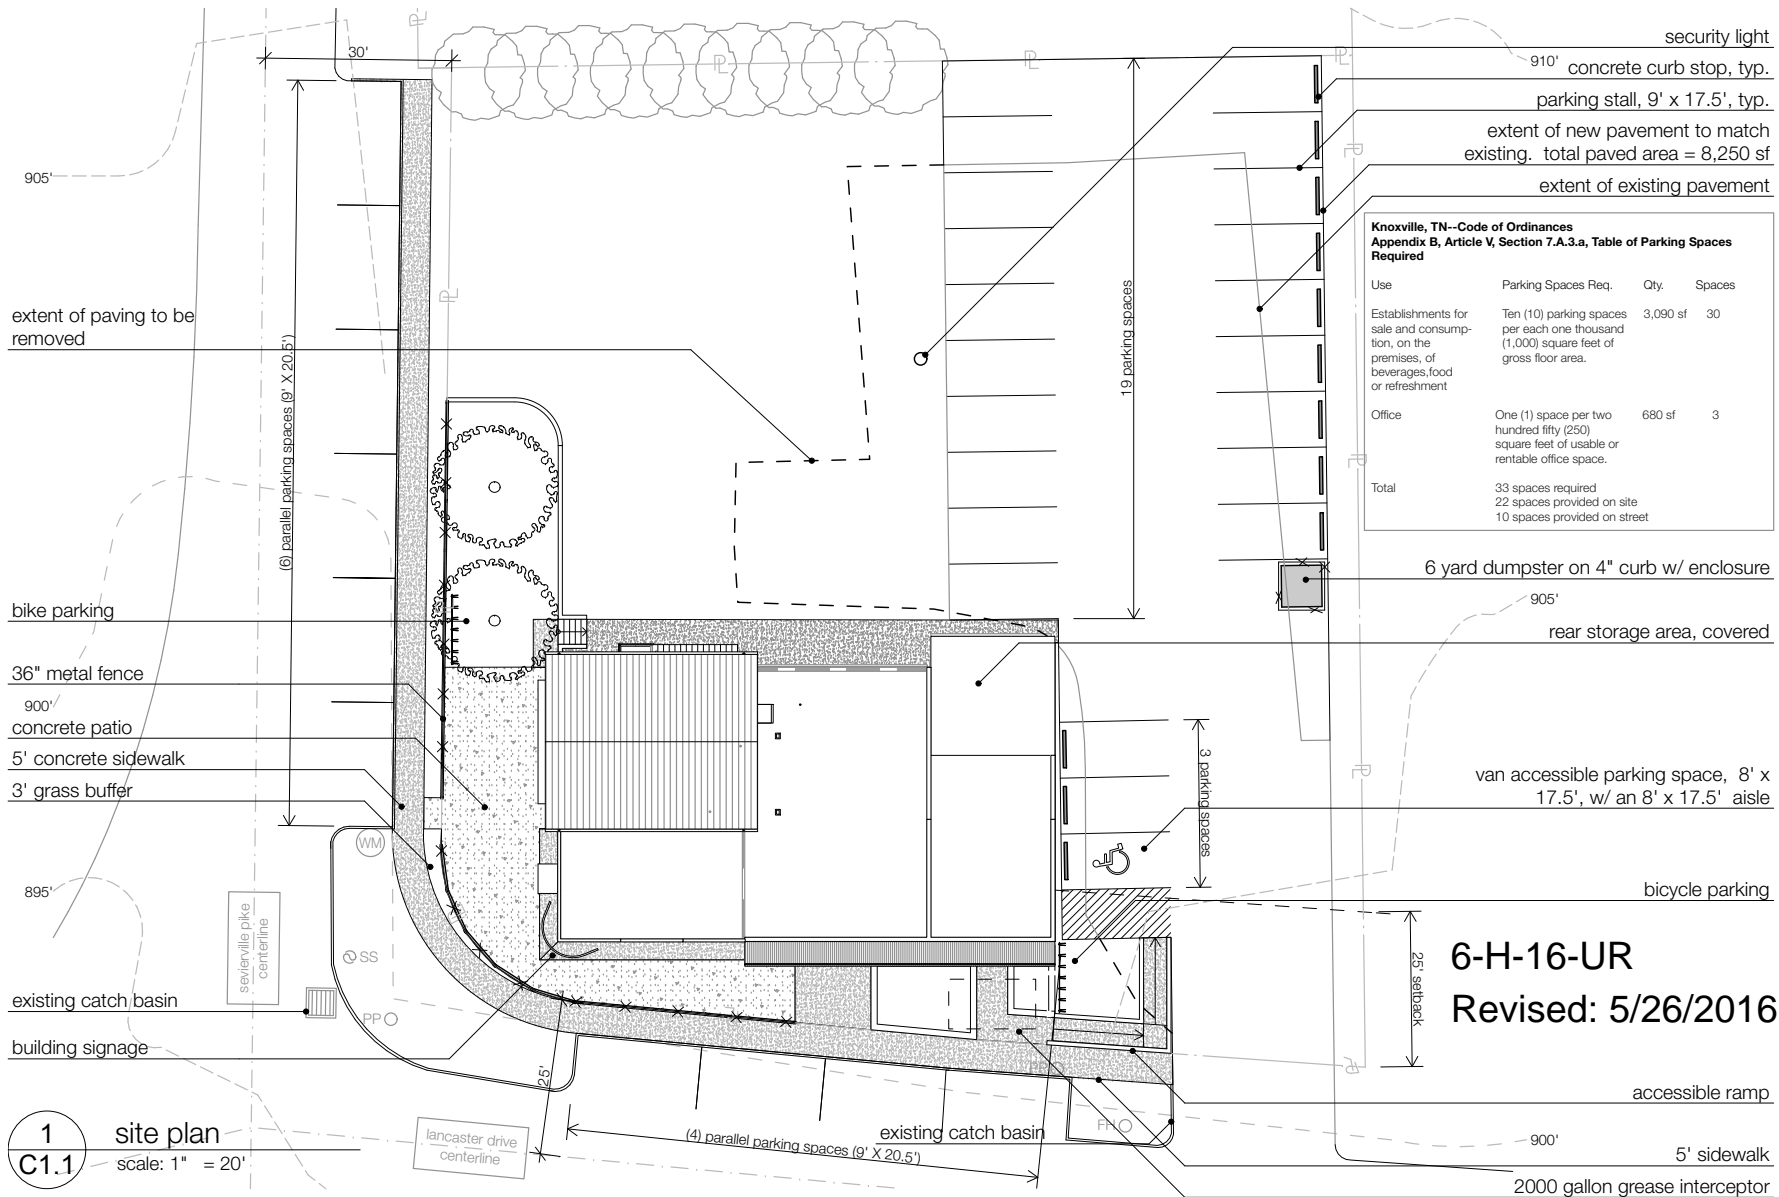 30'
security light
910'
concrete curb stop, typ.
parking stall, 9' x 17.5', typ.
extent of new pavement to match
existing. total paved area = 8,250 sf
extent of existing pavement
905'
Knoxville, TN--Code of Ordinances
Appendix B, Article V, Section 7.A.3.a, Table of Parking Spaces
Required
Use Parking Spaces Req. Qty. Spaces
Establishments for
sale and consump-
tion, on the
premises, of
beverages,food
or refreshment
Ten (10) parking spaces
per each one thousand
(1,000) square feet of
gross floor area.
3,090 sf 30
Office
One (1) space per two
hundred fifty (250)
square feet of usable or
rentable office space.
680 sf 3
Total
33 spaces required
22 spaces provided on site
10 spaces provided on street
extent of paving to be
removed
(6) parallel parking spaces (9' X 20.5')
19 parking spaces
bike parking
36" metal fence
900'
concrete patio
5' concrete sidewalk
3' grass buffer
WM
895'
sevierville pike
centerline
SS
existing catch basin
PP
building signage
6 yard dumpster on 4" curb w/ enclosure
905'
rear storage area, covered
3 parking spaces
van accessible parking space, 8' x
17.5', w/ an 8' x 17.5' aisle
bicycle parking
25' setback
6-H-16-UR
Revised: 5/26/2016
accessible ramp
FH
900'
5' sidewalk
2000 gallon grease interceptor
25'
(4) parallel parking spaces (9' X 20.5')
existing catch basin
lancaster drive
centerline
1
C1.1
site plan
scale: 1" = 20'
PL
PL
PL
PL
PL
PL
PL
PL
PL